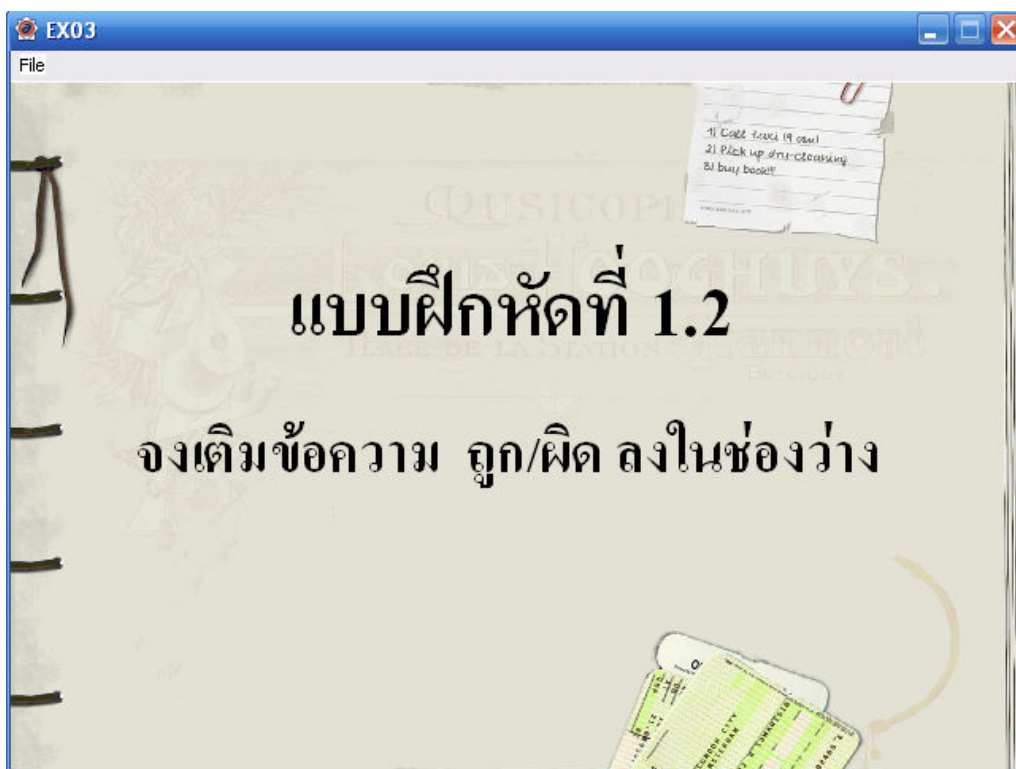 EX03
File
1) Call taxi
2) Pick up dry-cleaning
3) buy book!!!
แบบฝึกหัดที่ 1.2
จงเติมข้อความ ถูก/ผิด ลงในช่องว่าง